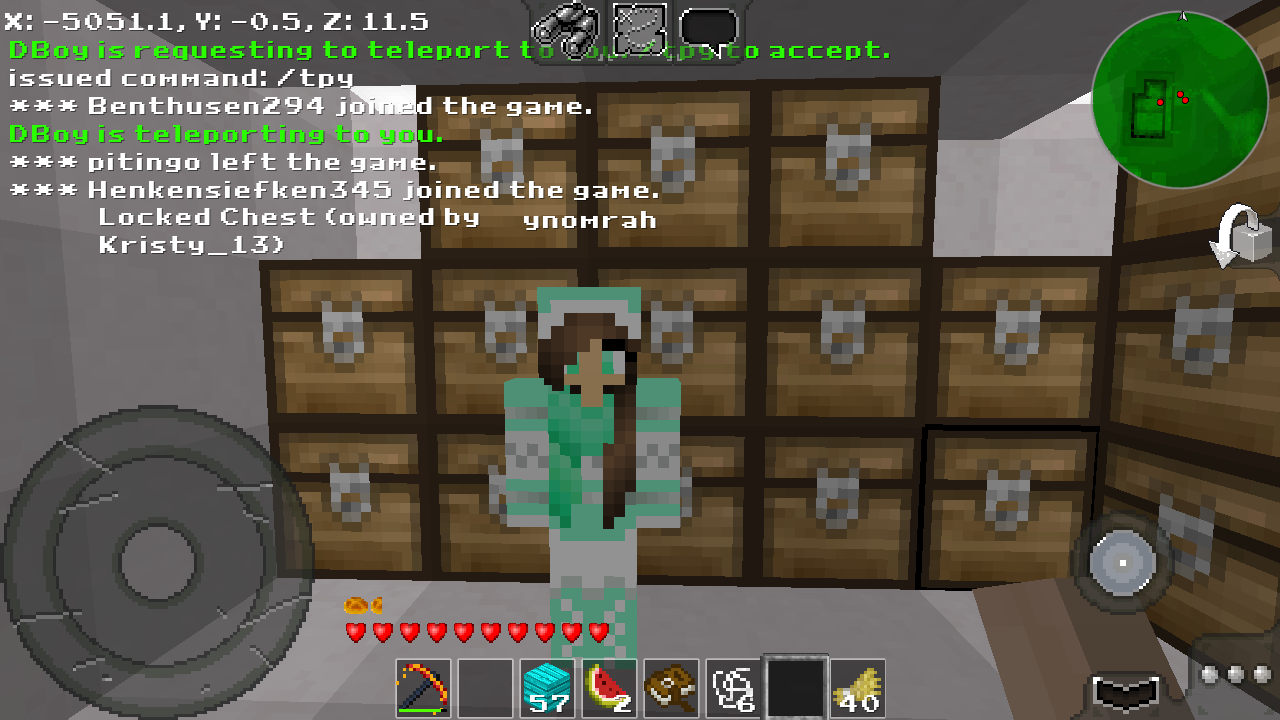 X: -5051.1, Y: -0.5, Z: 11.5
DBoy is requesting to teleport to to accept.
issued command: /tpy
*** Benthusen294 joined the game.
DBoy is teleporting to you.
*** pitingo left the game.
*** Henkensiefken345 joined the game.
Locked Chest (owned by
Kristy_13)
ynomrah
57
2
6
40